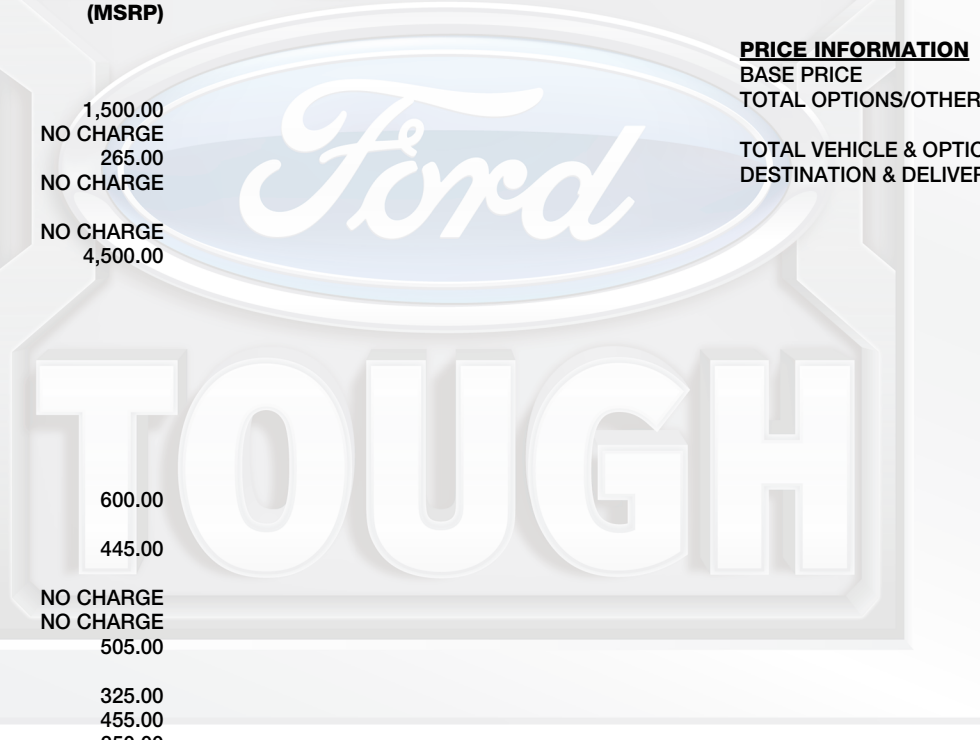 (MSRP)
1,500.00
NO CHARGE
265.00
NO CHARGE
NO CHARGE
4,500.00
600.00
445.00
NO CHARGE
NO CHARGE
505.00
325.00
455.00
PRICE INFORMATION
BASE PRICE
TOTAL OPTIONS/OTHER
TOTAL VEHICLE &
DESTINATION &
Ford
TOUGH